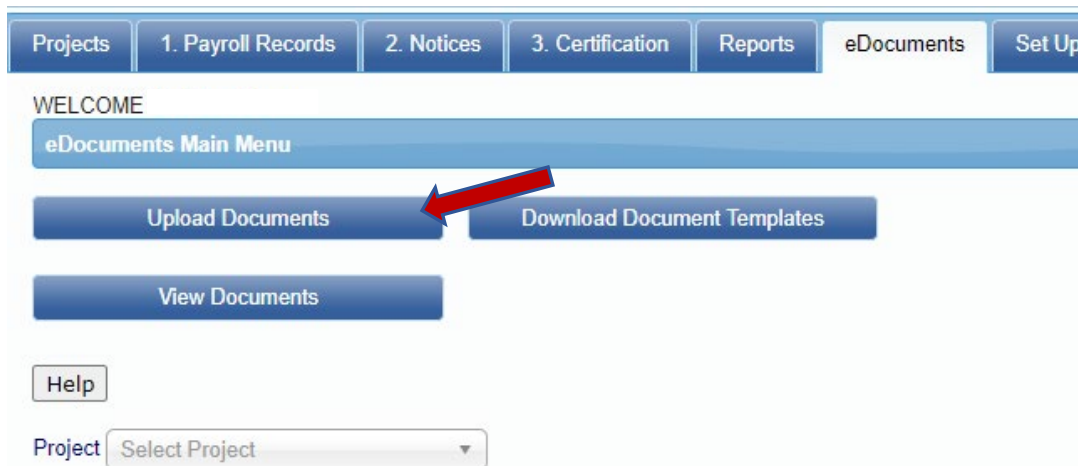 Projects 1. Payroll Records 2. Notices 3. Certification Reports eDocuments Set Up
WELCOME
eDocuments Main Menu
Upload Documents Download Document Templates
View Documents
Help
Project Select Project